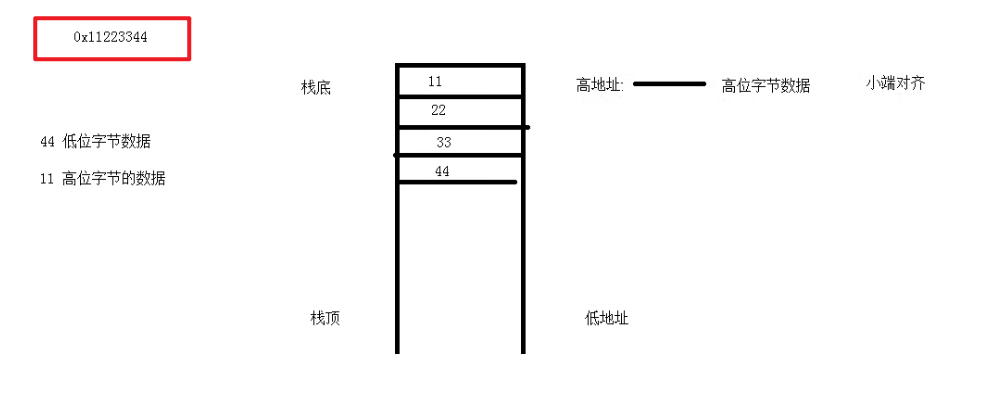 0x11223344
栈底
11
高地址:
高位字节数据
小端对齐
22
44 低位字节数据
33
11 高位字节的数据
44
栈顶
低地址